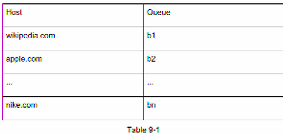 Host Queue
wikipedia.com b1
apple.com b2
... ...
nike.com bn
Table 9-1